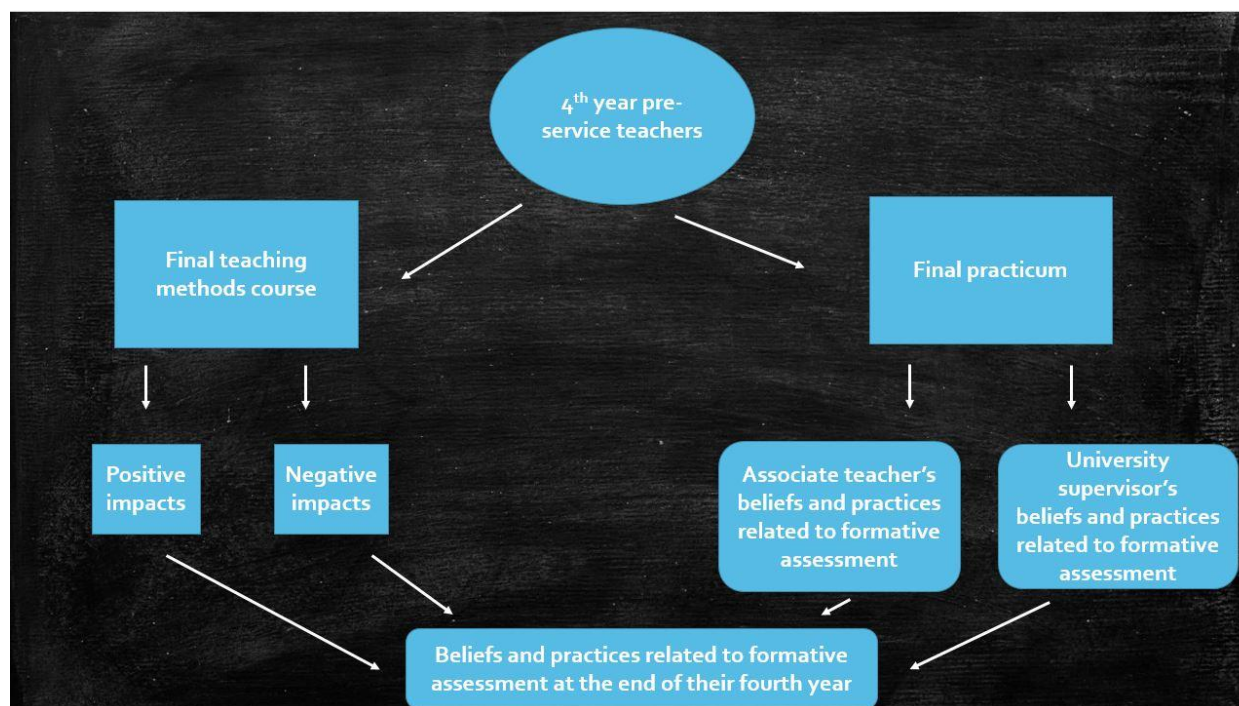 4th year pre-
service teachers
Final teaching
methods course
Final practicum
Positive
impacts
Negative
impacts
Associate teacher’s
beliefs and practices
related to formative
assessment
University
supervisor’s
beliefs and practices
related to formative
assessment
Beliefs and practices related to formative
assessment at the end of their fourth year